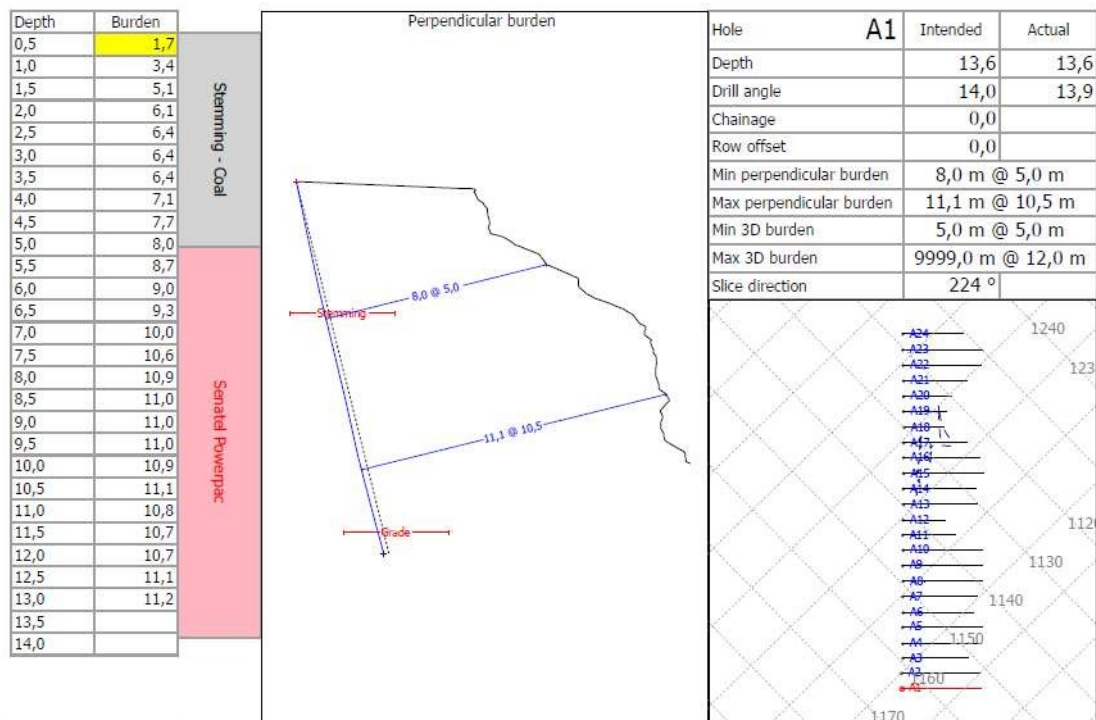 Depth Burden
0,5 1,7
1,0 3,4
1,5 5,1
2,0 6,1
2,5 6,4
3,0 6,4
3,5 6,4
4,0 7,1
4,5 7,7
5,0 8,0
5,5 8,7
6,0 9,0
6,5 9,3
7,0 10,0
7,5 10,6
8,0 10,9
8,5 11,0
9,0 11,0
9,5 11,0
10,0 10,9
10,5 11,1
11,0 10,8
11,5 10,7
12,0 10,7
12,5 11,1
13,0 11,2
13,5
14,0
Stemming - Coal
Senatel Powerpac
Perpendicular burden
8,0 @ 5,0
Stemming
11,1 @ 10,5
Grade
Hole A1 Intended Actual
Depth 13,6 13,6
Drill angle 14,0 13,9
Chainage 0,0
Row offset 0,0
Min perpendicular burden 8,0 m @ 5,0 m
Max perpendicular burden 11,1 m @ 10,5 m
Min 3D burden 5,0 m @ 5,0 m
Max 3D burden 9999,0 m @ 12,0 m
Slice direction 224 º
1240
A24
A23
A22
123
A21
A20
A19
A18
A17
A16
A15
A14
A13
A12
1120
A11
A10
A9
1130
A8
A7
1140
A6
A5
1150
A4
A3
A2
1160
A1
1170